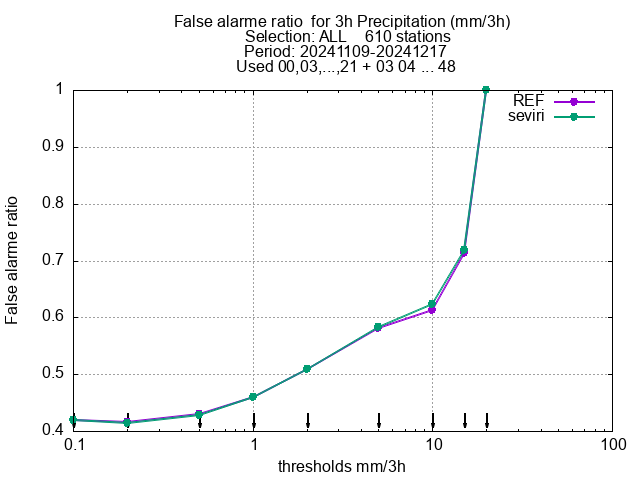 False alarme ratio  for 3h Precipitation (mm/3h)
Selection: ALL    610 stations
Period: 20241109-20241217
Used 00,03,...,21 + 03 04 ... 48
REF
seviri
1
0.9
0.8
0.7
0.6
0.5
0.4
False alarme ratio
0.1 1 10 100
thresholds mm/3h